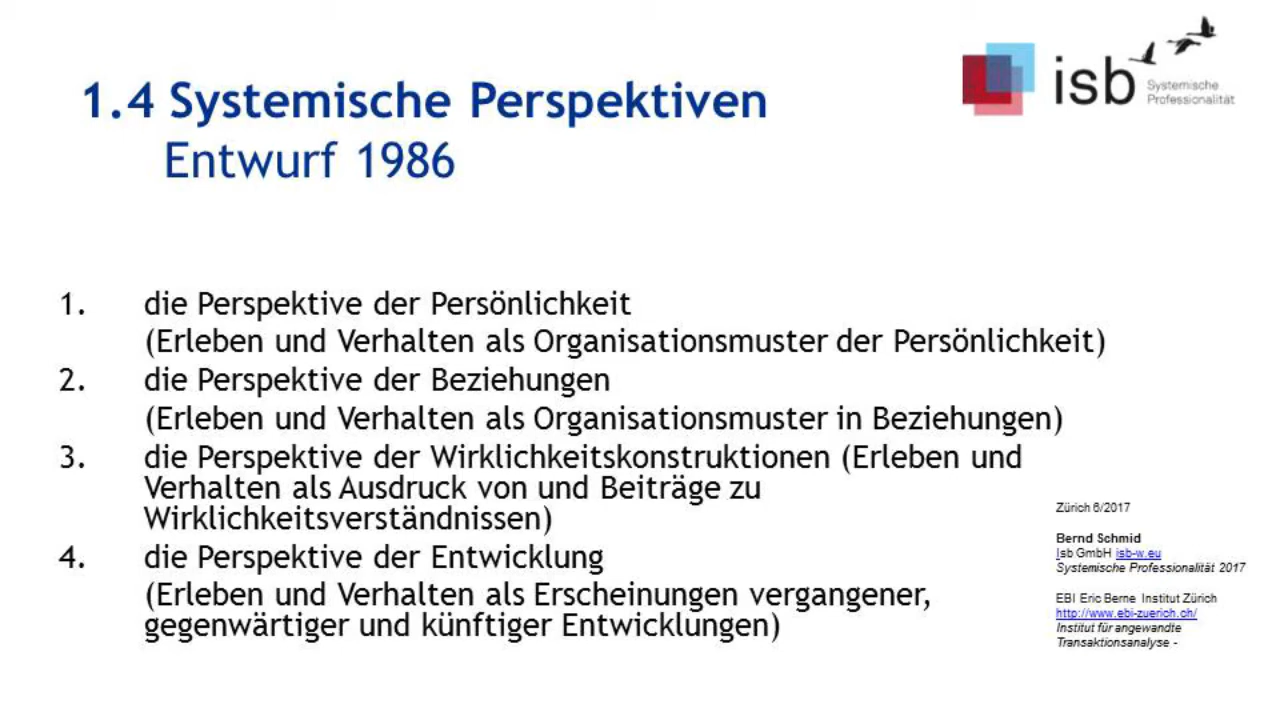 1.4 Systemische Perspektiven
Entwurf 1986
isb
Systemische
Professionalität
1. die Perspektive der Persönlichkeit
(Erleben und Verhalten als Organisationsmuster der Persönlichkeit)
2. die Perspektive der Beziehungen
(Erleben und Verhalten als Organisationsmuster in Beziehungen)
3. die Perspektive der Wirklichkeitskonstruktionen (Erleben und
Verhalten als Ausdruck von und Beiträge zu
Wirklichkeitsverständnissen)
4. die Perspektive der Entwicklung
(Erleben und Verhalten als Erscheinungen vergangener,
gegenwärtiger und künftiger Entwicklungen)
Zürich 6/2017
Bernd Schmid
Isb GmbH isb-w.eu
Systemische Professionalität 2017
EBI Eric Berne Institut Zürich
http://www.ebi-zuerich.ch/
Institut für angewandte
Transaktionsanalyse -